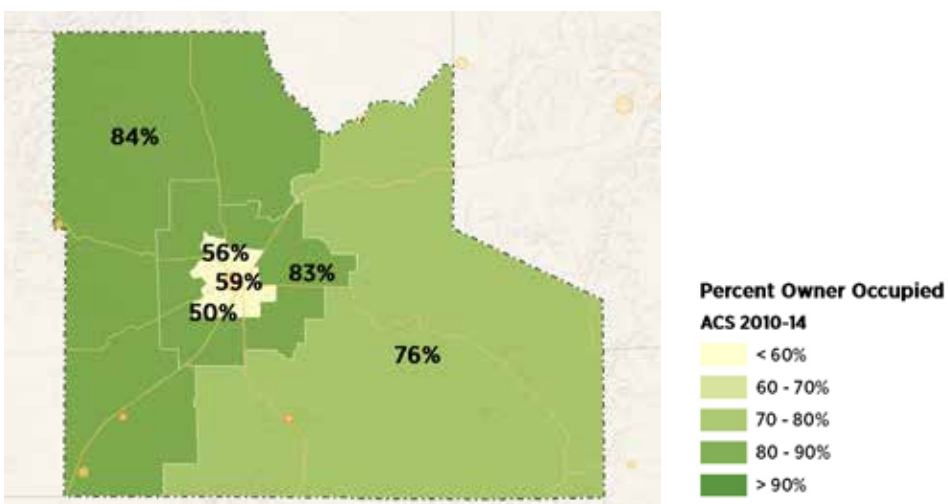 84%
56%
59%
83%
50%
76%
Percent Owner Occupied
ACS 2010-14
< 60%
60 - 70%
70 - 80%
80 - 90%
> 90%